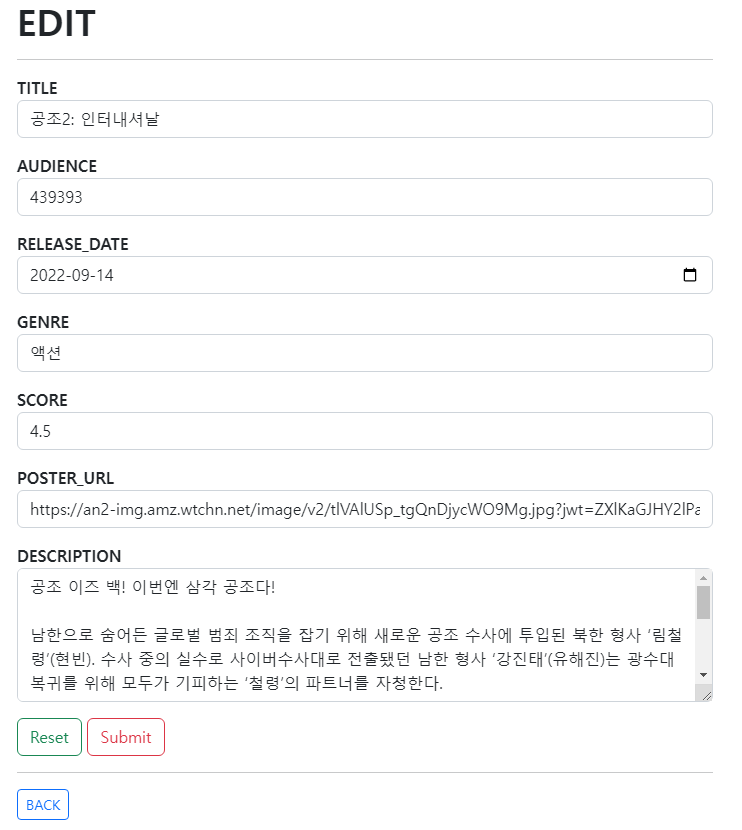 EDIT
TITLE
공조2: 인터내셔날
AUDIENCE
439393
RELEASE_DATE
2022-09-14
GENRE
액션
SCORE
4.5
POSTER_URL
https://an2-img.amz.wtchn.net/image/v2/tlVAlUSp_tgQnDjycWO9Mg.jpg?jwt=ZXlKaGJHY2lPa
DESCRIPTION
공조 이즈 백! 이번엔 삼각 공조다!
남한으로 숨어든 글로벌 범죄 조직을 잡기 위해 새로운 공조 수사에 투입된 북한 형사 ‘림철
령’(현빈). 수사 중의 실수로 사이버수사대로 전출됐던 남한 형사 ‘강진태’(유해진)는 광수대
복귀를 위해 모두가 기피하는 ‘철령’의 파트너를 자청한다.
Reset Submit
BACK